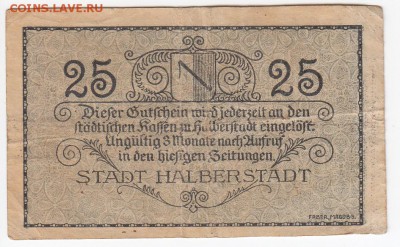 COINS.LAVE.RU
25 25
Dieser Gutschein wird jederzeit an den
städtischen Kassen zu Halberstadt eingelöst.
Ungültig 3 Monate nach Aufruf
in den hiesigen Zeitungen.
STADT HALBERSTADT